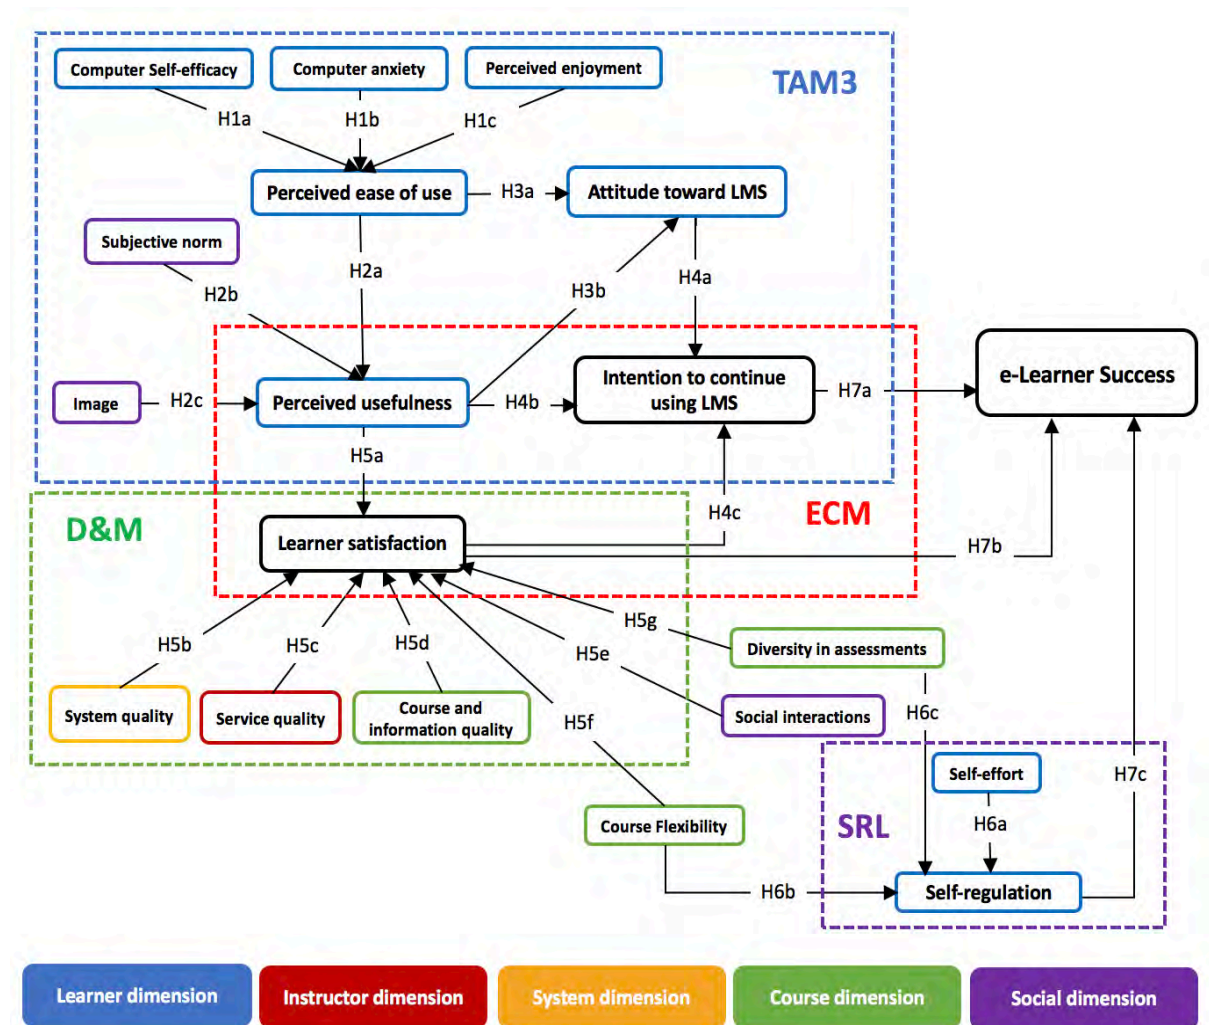 Computer Self-efficacy
Computer anxiety
Perceived enjoyment
TAM3
H1a
H1b
H1c
Perceived ease of use
H3a
Attitude toward LMS
Subjective norm
H2a
H4a
H2b
H3b
Image
H2c
Perceived usefulness
H4b
Intention to continue
using LMS
H7a
e-Learner Success
H5a
D&M
ECM
H4c
Learner satisfaction
H7b
H5g
H5b
H5c
H5d
H5e
Diversity in assessments
System quality
Service quality
Course and
information quality
H5f
Social interactions
H6c
Self-effort
H7c
Course Flexibility
SRL
H6a
H6b
Self-regulation
Learner dimension
Instructor dimension
System dimension
Course dimension
Social dimension